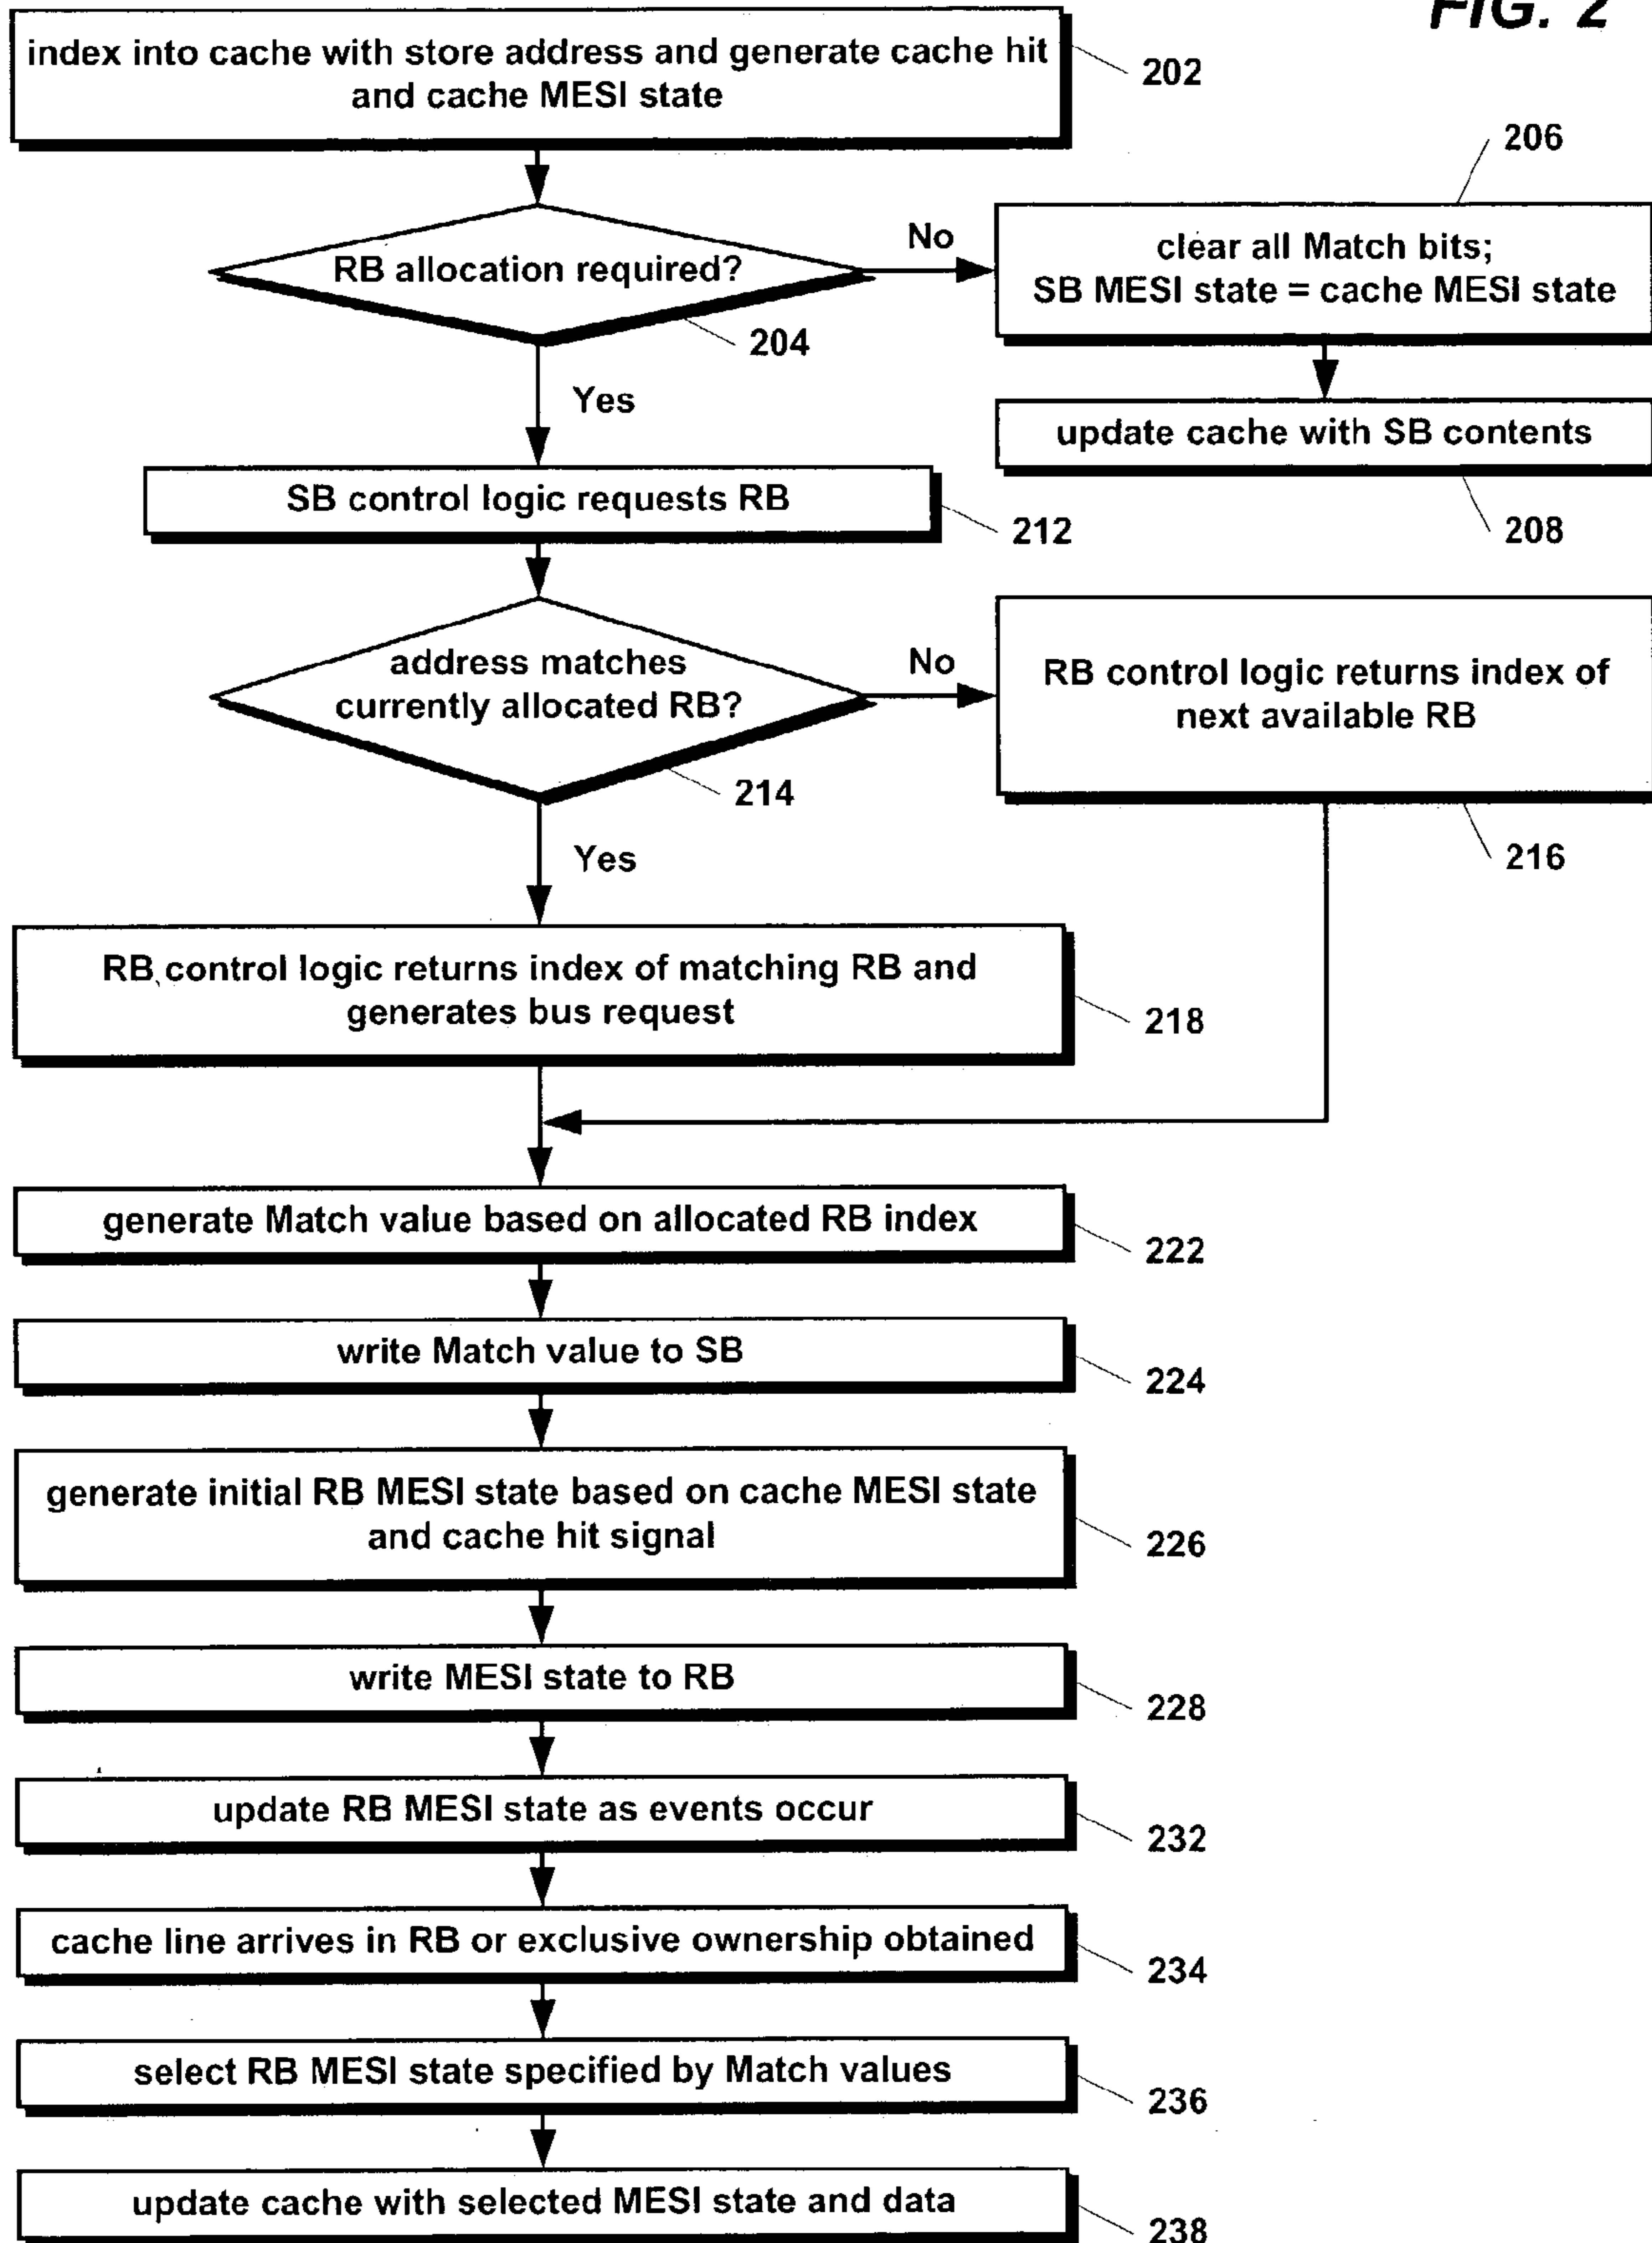 FIG. 2
index into cache with store address and generate cache hit
and cache MESI state
202
RB allocation required?
204
No
206
clear all Match bits;
SB MESI state = cache MESI state
update cache with SB contents
208
Yes
SB control logic requests RB
212
address matches
currently allocated RB?
214
No
RB control logic returns index of
next available RB
216
Yes
RB control logic returns index of matching RB and
generates bus request
218
generate Match value based on allocated RB index
222
write Match value to SB
224
generate initial RB MESI state based on cache MESI state
and cache hit signal
226
write MESI state to RB
228
update RB MESI state as events occur
232
cache line arrives in RB or exclusive ownership obtained
234
select RB MESI state specified by Match values
236
update cache with selected MESI state and data
238